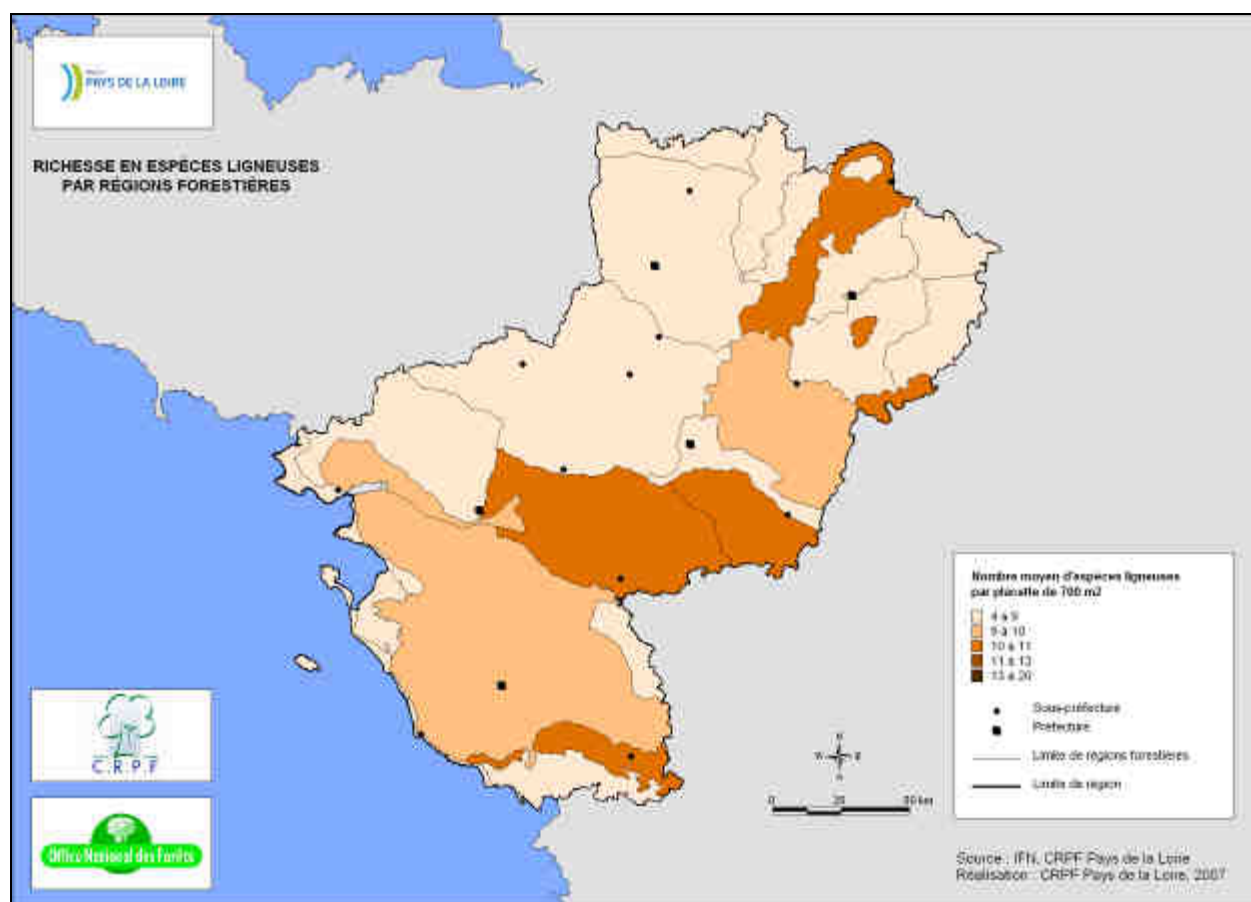 PAYS DE LA LOIRE
RICHESSE EN ESPÈCES LIGNEUSES
PAR RÉGIONS FORESTIÈRES
Nombre moyen d'espèces ligneuses
par placette de 700 m2
4 à 9
9 à 10
10 à 11
11 à 13
13 à 26
Sous-préfecture
Préfecture
Limite de régions forestières
Limite de région
N
W E
S
0 25 50 km
C.R.P.F
Office National des Forêts
Source : IFN, CRPF Pays de la Loire
Réalisation : CRPF Pays de la Loire, 2007